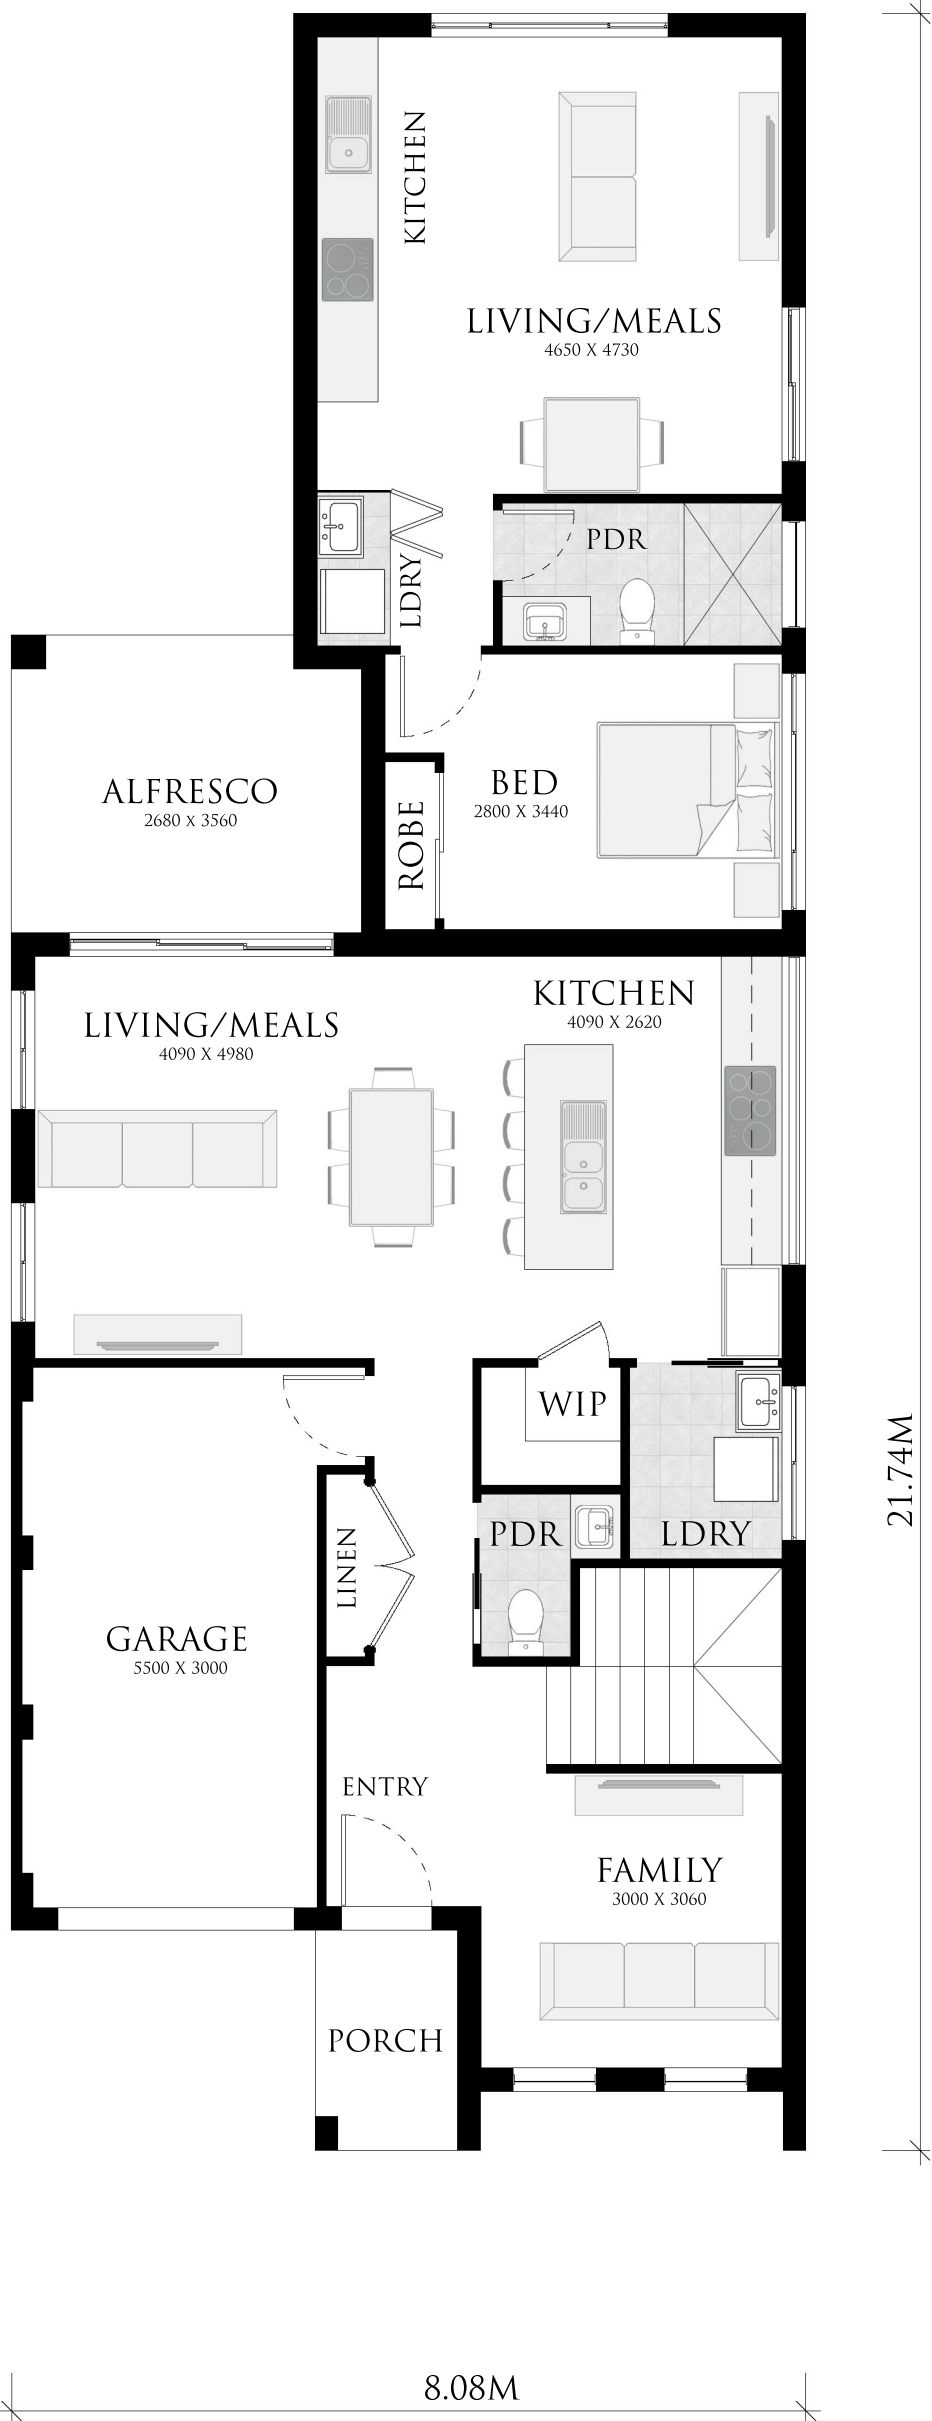 KITCHEN
LIVING/MEALS
4650 X 4730
PDR
LDRY
ALFRESCO
2680 X 3560
BED
2800 X 3440
ROBE
KITCHEN
4090 X 2620
LIVING/MEALS
4090 X 4980
WIP
21.74M
PDR
LDRY
LINEN
GARAGE
5500 X 3000
ENTRY
FAMILY
3000 X 3060
PORCH
8.08M